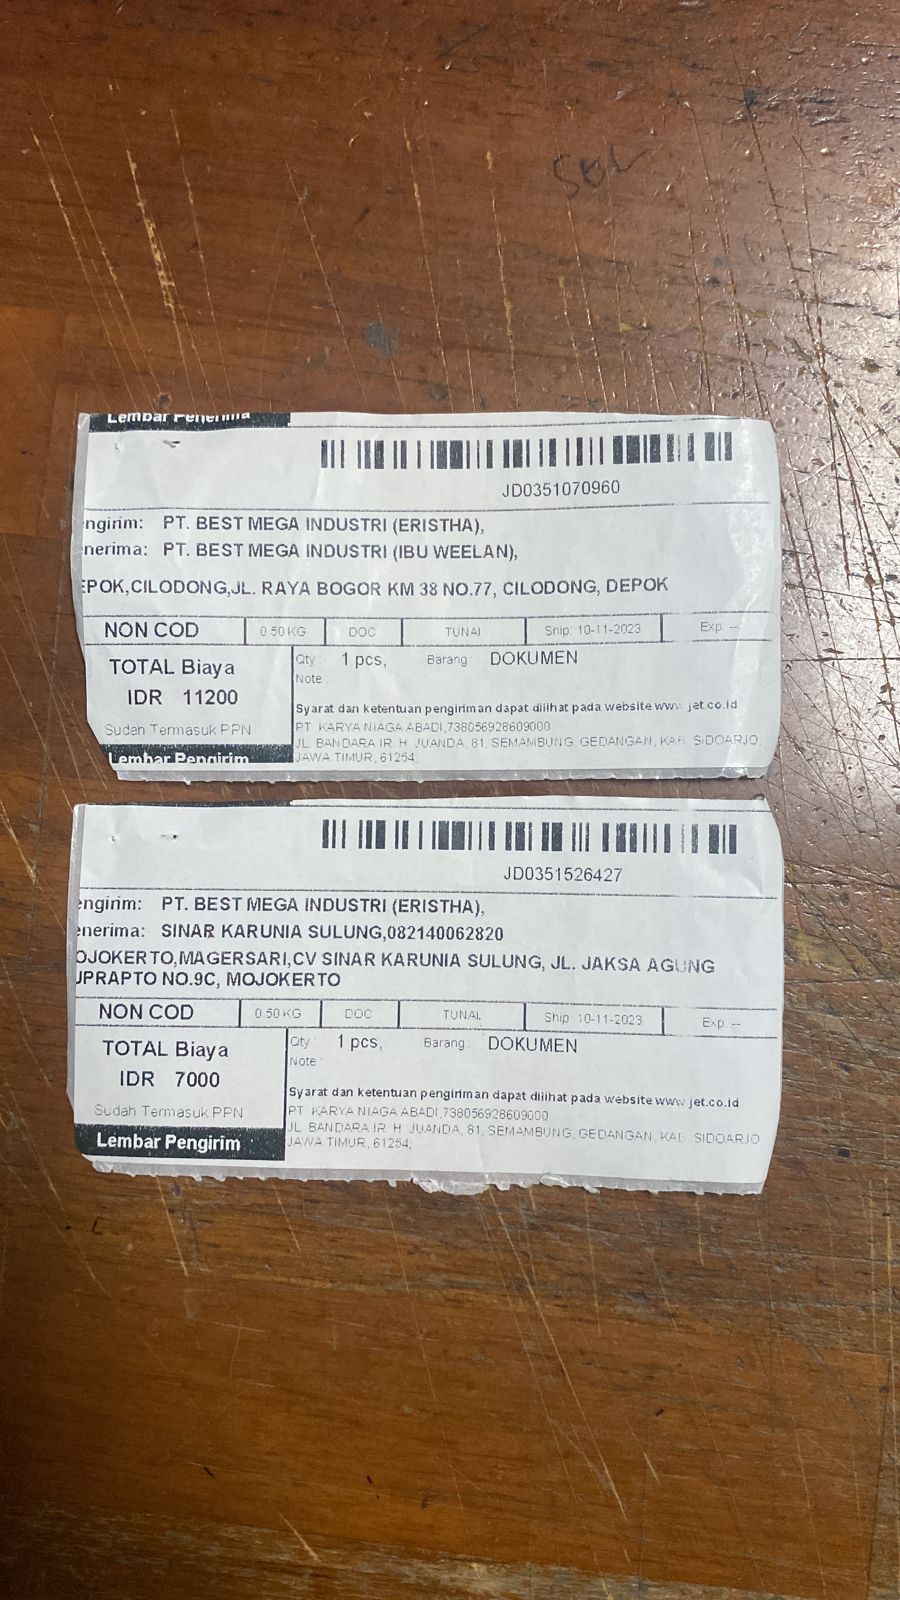 Lembar Penerima
JD0351070960
ngirim: PT. BEST MEGA INDUSTRI (ERISTHA),
nerima: PT. BEST MEGA INDUSTRI (IBU WEELAN),
EPOK,CILODONG,JL. RAYA BOGOR KM 38 NO.77, CILODONG, DEPOK
NON COD 0.50 KG DOC TUNAI Ship: 10-11-2023 Exp: --
TOTAL Biaya
IDR 11200
Sudah Termasuk PPN
Lembar Pengirim
Qty : 1 pcs, Barang : DOKUMEN
Note :
Syarat dan ketentuan pengiriman dapat dilihat pada website www.jet.co.id
PT KARYA NIAGA ABADI,738056928609000
JL. BANDARA IR. H. JUANDA, 81, SEMAMBUNG, GEDANGAN, KAB. SIDOARJO,
JAWA TIMUR, 61254;
JD0351526427
engirim: PT. BEST MEGA INDUSTRI (ERISTHA),
enerima: SINAR KARUNIA SULUNG,082140062820
OJOKERTO,MAGERSARI,CV SINAR KARUNIA SULUNG, JL. JAKSA AGUNG
UPRAPTO NO.9C, MOJOKERTO
NON COD 0.50 KG DOC TUNAI Ship: 10-11-2023 Exp: --
TOTAL Biaya
IDR 7000
Sudah Termasuk PPN
Lembar Pengirim
Qty : 1 pcs, Barang : DOKUMEN
Note :
Syarat dan ketentuan pengiriman dapat dilihat pada website www.jet.co.id
PT KARYA NIAGA ABADI,738056928609000
JL. BANDARA IR. H. JUANDA, 81, SEMAMBUNG, GEDANGAN, KAB. SIDOARJO,
JAWA TIMUR, 61254;